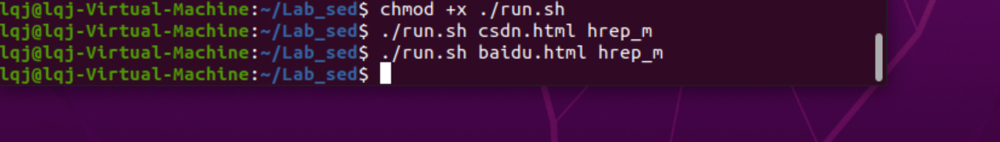 lqj@lqj-Virtual-Machine:~/Lab_sed$ chmod +x ./run.sh
lqj@lqj-Virtual-Machine:~/Lab_sed$ ./run.sh csdn.html hrep_m
lqj@lqj-Virtual-Machine:~/Lab_sed$ ./run.sh baidu.html hrep_m
lqj@lqj-Virtual-Machine:~/Lab_sed$